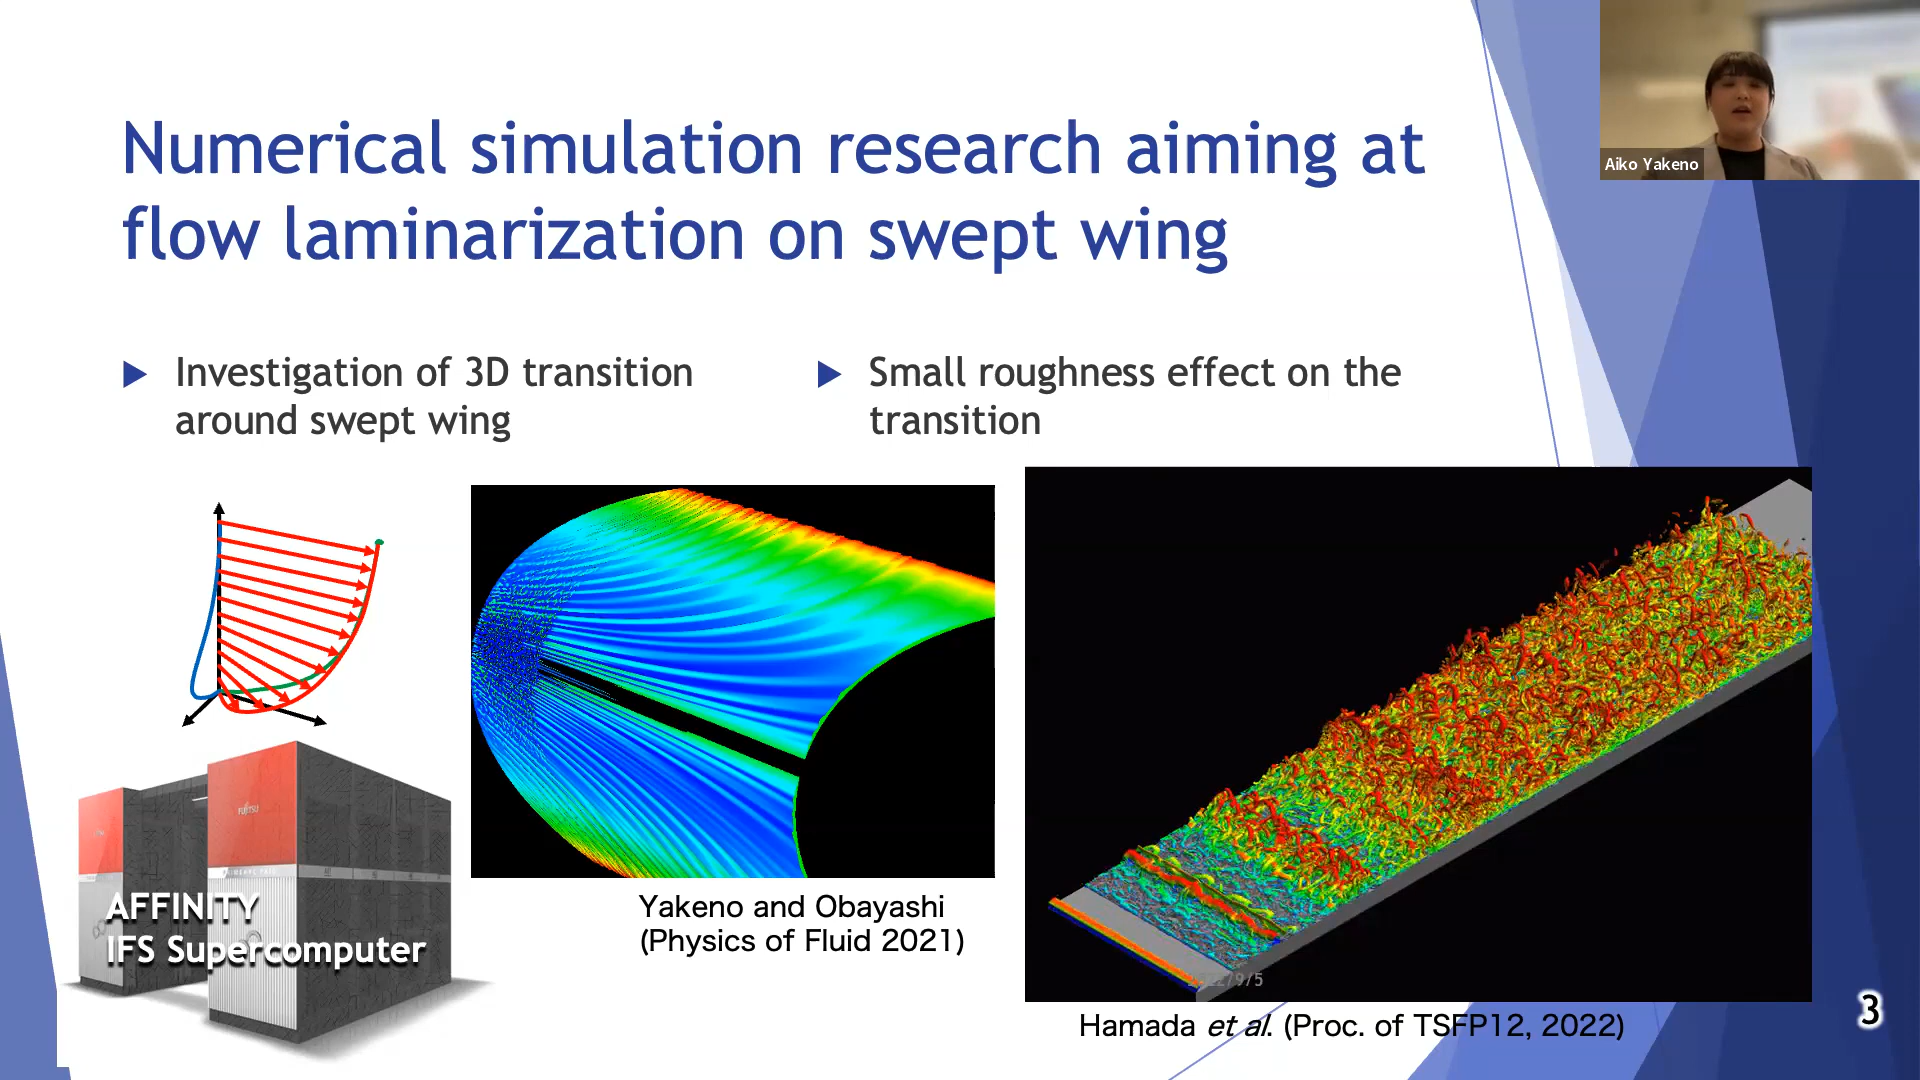 Numerical simulation research aiming at
flow laminarization on swept wing
Aiko Yakeno
Investigation of 3D transition
around swept wing
Small roughness effect on the
transition
FUJITSU
AFFINITY
IFS Supercomputer
Yakeno and Obayashi
(Physics of Fluid 2021)
Hamada et al. (Proc. of TSFP12, 2022)
3